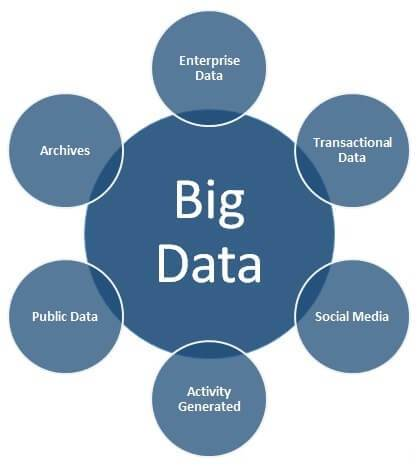 Enterprise
Data
Archives
Transactional
Data
Big
Data
Public Data
Social Media
Activity
Generated